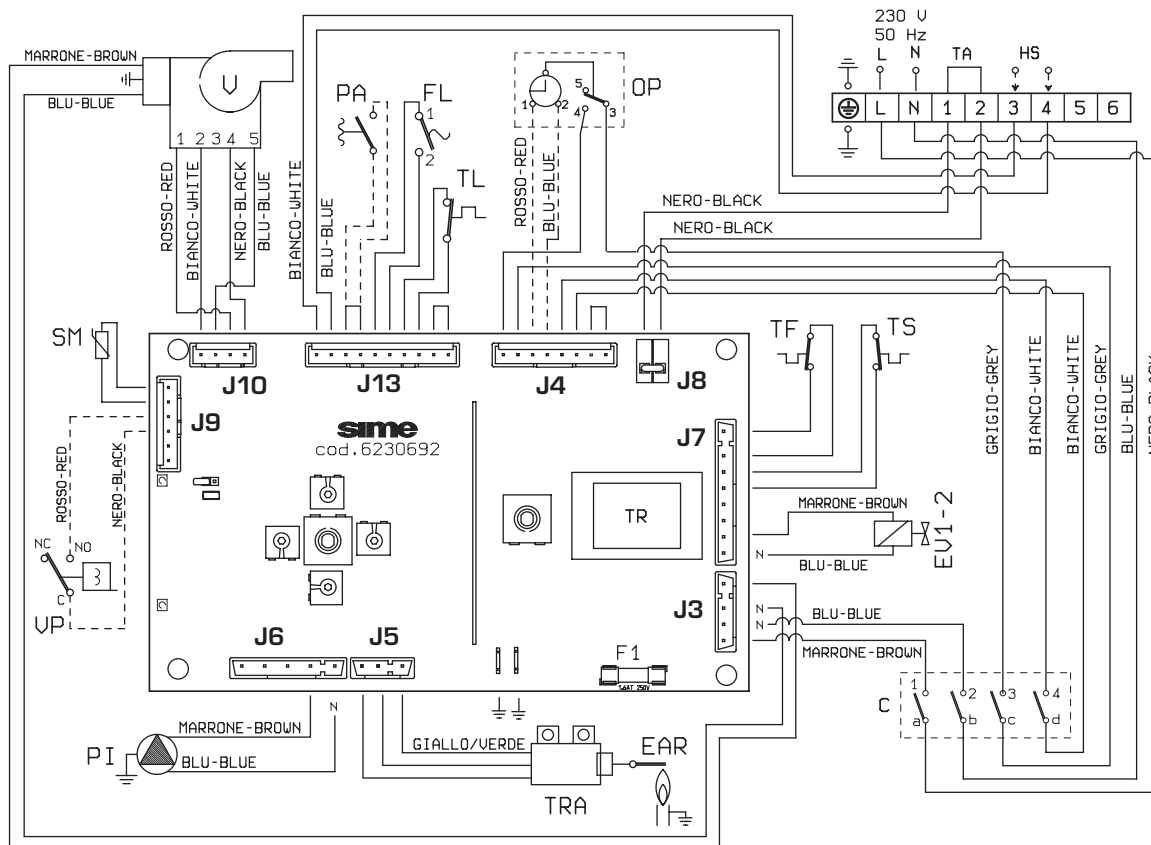 230 V
50 Hz
L N TA HS
MARRONE-BROWN
BLU-BLUE
V
1 2 3 4 5
ROSSO-RED
BIANCO-WHITE
NERO-BLACK
BLU-BLUE
BIANCO-WHITE
BLU-BLUE
PA
FL
1
2
TL
OP
5
1 2 4 3
ROSSO-RED
BLU-BLUE
L N 1 2 3 4 5 6
NERO-BLACK
NERO-BLACK
SM
J10
J13
J4
J8
TF
TS
J9
sime
cod.6230692
J7
GRIGIO-GREY
BIANCO-WHITE
BIANCO-WHITE
GRIGIO-GREY
BLU-BLUE
NERO-BLACK
ROSSO-RED
NERO-BLACK
TR
MARRONE-BROWN
EV1-2
N
BLU-BLUE
NC
NO
C
VP
J3
N
N
BLU-BLUE
MARRONE-BROWN
J6
J5
F1
1,6AT 250V
C
1 2 3 4
a b c d
N
MARRONE-BROWN
PI
BLU-BLUE
GIALLO/VERDE
EAR
TRA